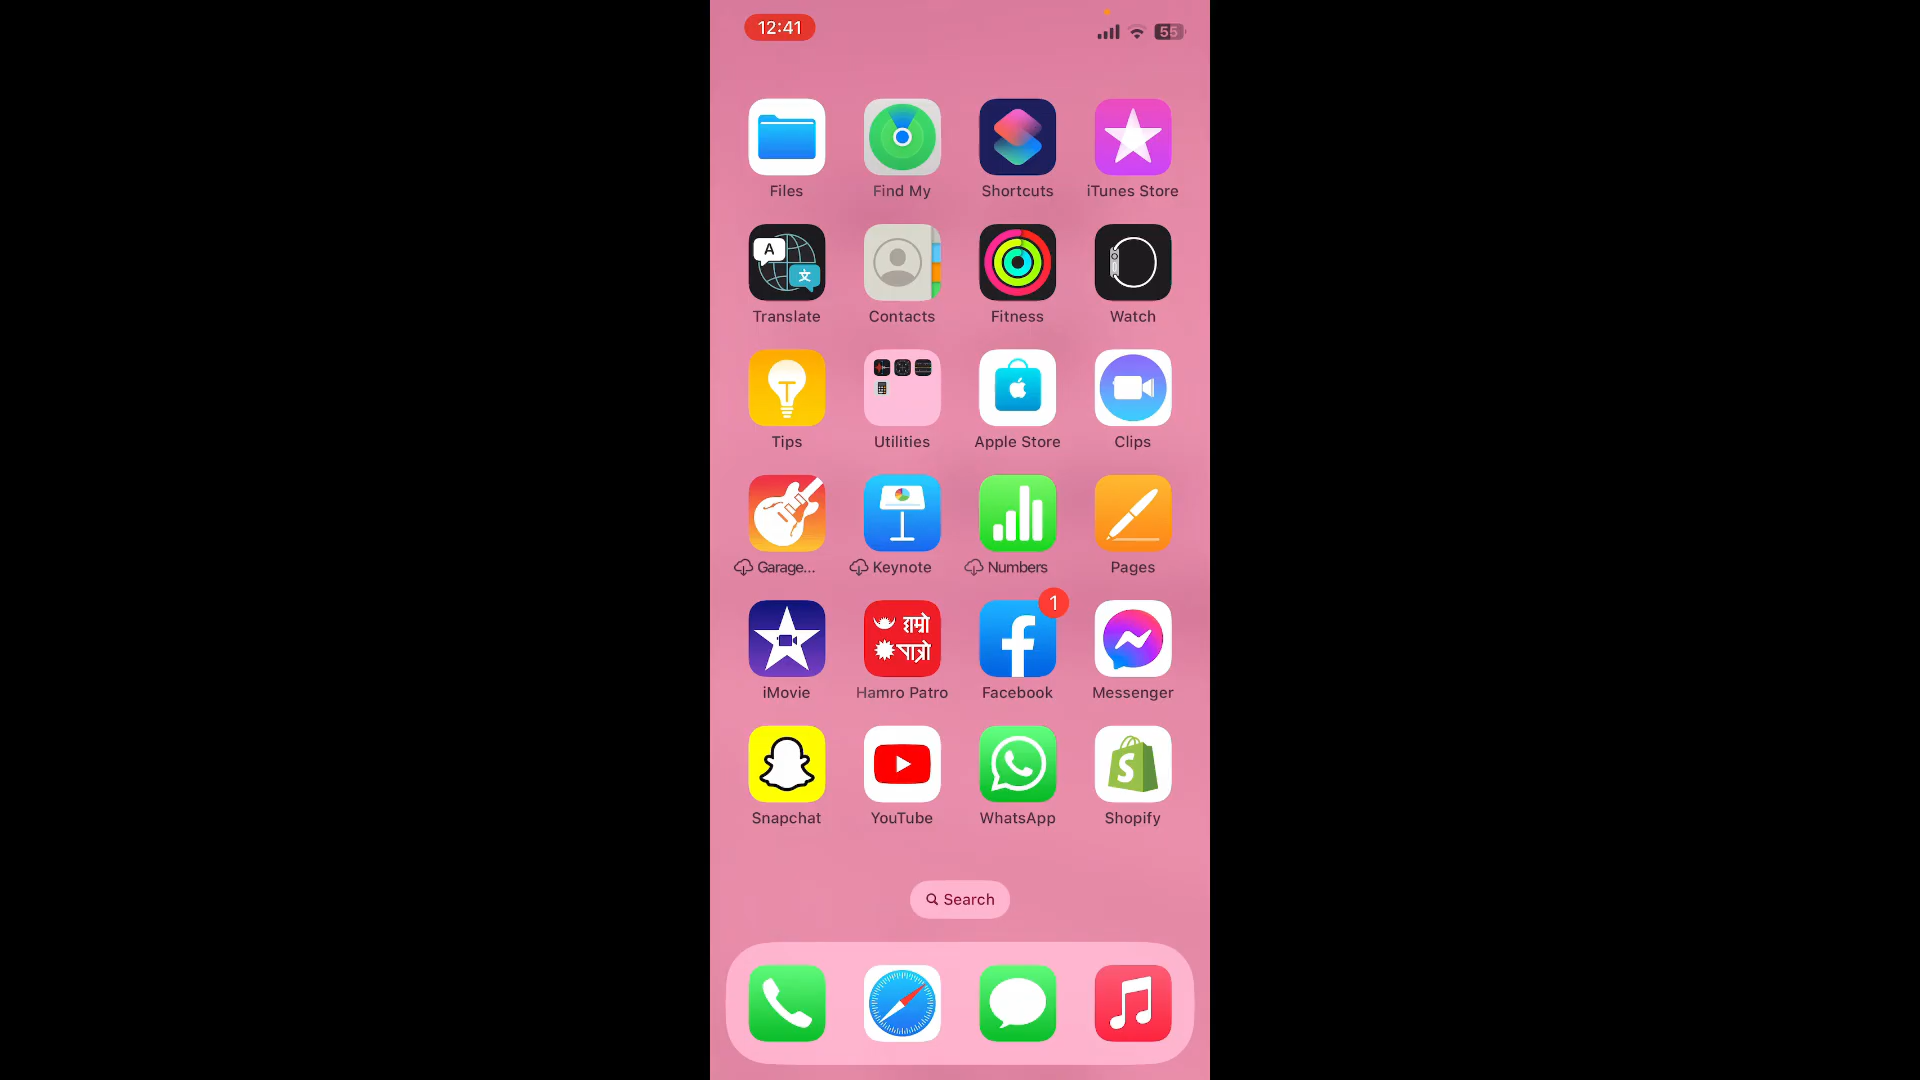 12:41
55
Files
Find My
Shortcuts
iTunes Store
A
文
Translate
Contacts
Fitness
Watch
Tips
Utilities
Apple Store
Clips
Garage...
Keynote
Numbers
Pages
1
हाम्रो
पात्रो
iMovie
Hamro Patro
Facebook
Messenger
Snapchat
YouTube
WhatsApp
S
Shopify
Search